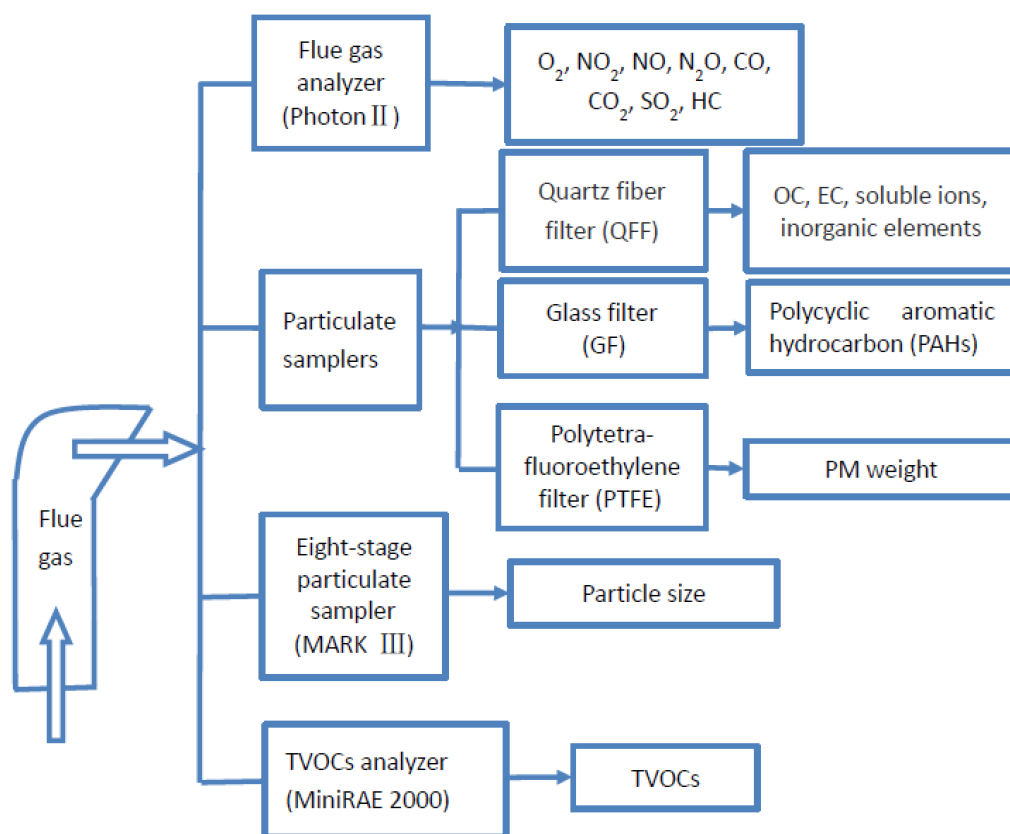 Flue gas
analyzer
(Photon Ⅱ)
O₂, NO₂, NO, N₂O, CO,
CO₂, SO₂, HC
Quartz fiber
filter (QFF)
OC, EC, soluble ions,
inorganic elements
Particulate
samplers
Glass filter
(GF)
Polycyclic aromatic
hydrocarbon (PAHs)
Polytetra-
fluoroethylene
filter (PTFE)
PM weight
Flue
gas
Eight-stage
particulate
sampler
(MARK Ⅲ)
Particle size
TVOCs analyzer
(MiniRAE 2000)
TVOCs